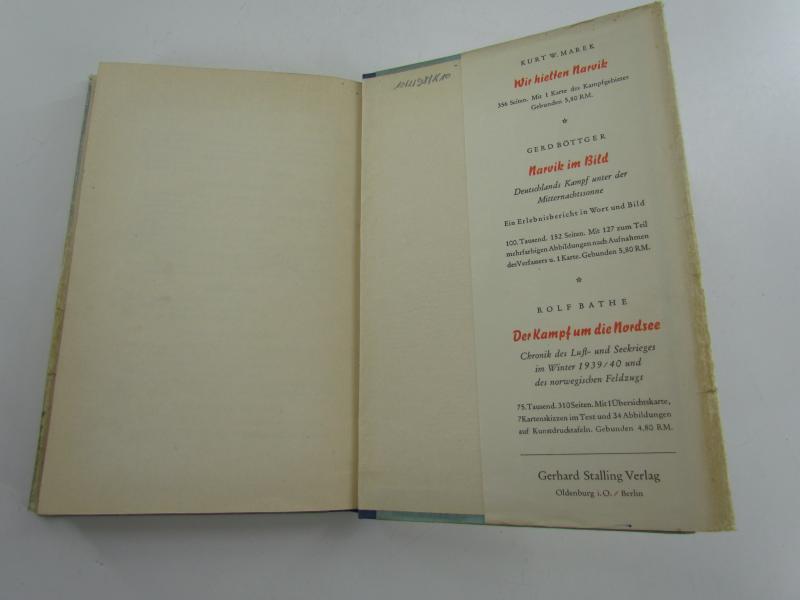 KURT W. MAREK
Wir hielten Narvik
356 Seiten. Mit 1 Karte des Kampfgebietes
Gebunden 5,80 RM.
*
GERD BÖTTGER
Narvik im Bild
Deutschlands Kampf unter der
Mitternachtssonne
Ein Erlebnisbericht in Wort und Bild
100. Tausend. 152 Seiten. Mit 127 zum Teil
mehrfarbigen Abbildungen nach Aufnahmen
des Verfassers u. 1 Karte. Gebunden 5,80 RM.
*
ROLF BATHE
Der Kampf um die Nordsee
Chronik des Luft- und Seekrieges
im Winter 1939/40 und
des norwegischen Feldzugs
75. Tausend. 310 Seiten. Mit 1 Übersichtskarte,
7 Kartenskizzen im Text und 34 Abbildungen
auf Kunstdrucktafeln. Gebunden 4,80 RM.
Gerhard Stalling Verlag
Oldenburg i. O. / Berlin